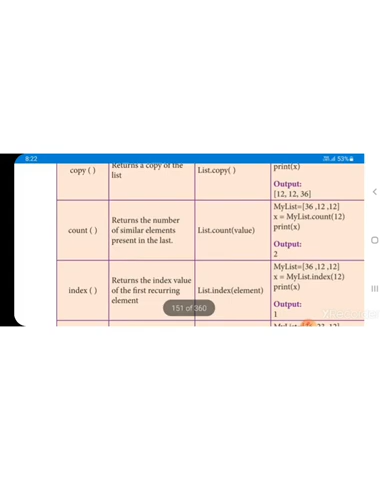 8:22
53%
copy ( )
Returns a copy of the
list
List.copy( )
print(x)
Output:
[12, 12, 36]
count ( )
Returns the number
of similar elements
present in the last.
List.count(value)
MyList=[36 ,12 ,12]
x = MyList.count(12)
print(x)
Output:
2
index ( )
Returns the index value
of the first recurring
element
List.index(element)
MyList=[36 ,12 ,12]
x = MyList.index(12)
print(x)
Output:
1
151 of 360